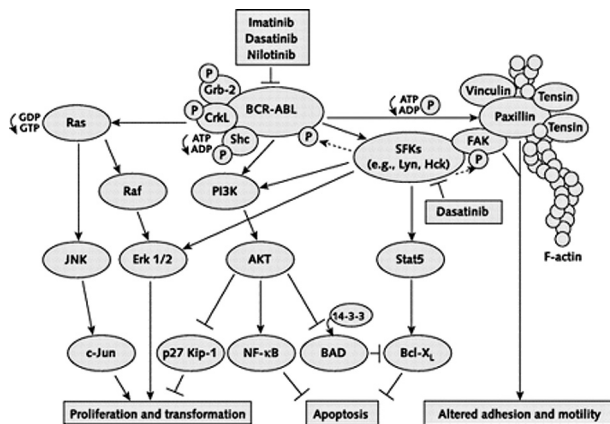 Imatinib
Dasatinib
Nilotinib
P
Grb-2
P
CrkL
BCR-ABL
ATP
ADP
Shc
P
P
GDP
GTP
Ras
ATP
ADP
P
Vinculin
Tensin
Paxillin
Tensin
FAK
P
SFKs
(e.g., Lyn, Hck)
Raf
PI3K
Dasatinib
F-actin
JNK
Erk 1/2
AKT
Stat5
14-3-3
c-Jun
p27 Kip-1
NF-κB
BAD
Bcl-XL
Proliferation and transformation
Apoptosis
Altered adhesion and motility